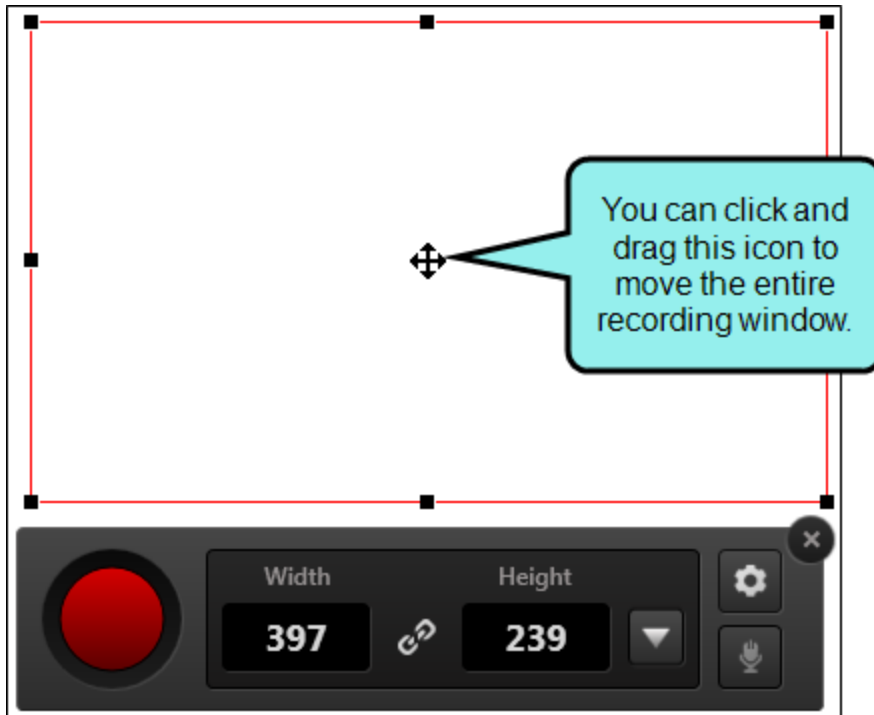 You can click and
drag this icon to
move the entire
recording window.
Width Height
397 239